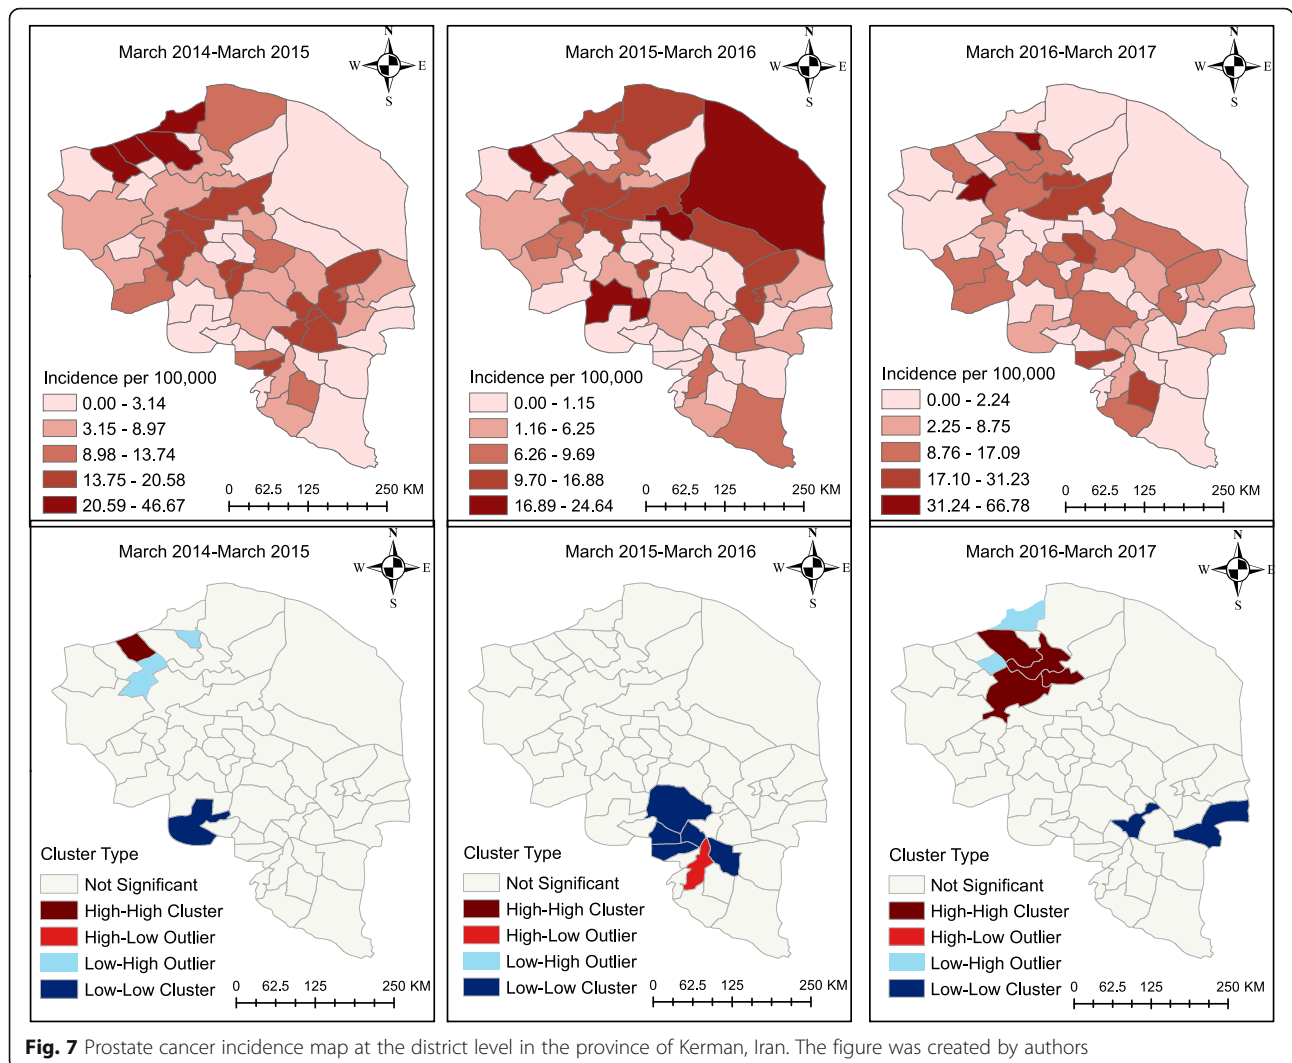 March 2014-March 2015
N
W E
S
Incidence per 100,000
0.00 - 3.14
3.15 - 8.97
8.98 - 13.74
13.75 - 20.58
20.59 - 46.67
0 62.5 125 250 KM
March 2015-March 2016
N
W E
S
Incidence per 100,000
0.00 - 1.15
1.16 - 6.25
6.26 - 9.69
9.70 - 16.88
16.89 - 24.64
0 62.5 125 250 KM
March 2016-March 2017
N
W E
S
Incidence per 100,000
0.00 - 2.24
2.25 - 8.75
8.76 - 17.09
17.10 - 31.23
31.24 - 66.78
0 62.5 125 250 KM
March 2014-March 2015
N
W E
S
Cluster Type
Not Significant
High-High Cluster
High-Low Outlier
Low-High Outlier
Low-Low Cluster
0 62.5 125 250 KM
March 2015-March 2016
N
W E
S
Cluster Type
Not Significant
High-High Cluster
High-Low Outlier
Low-High Outlier
Low-Low Cluster
0 62.5 125 250 KM
March 2016-March 2017
N
W E
S
Cluster Type
Not Significant
High-High Cluster
High-Low Outlier
Low-High Outlier
Low-Low Cluster
0 62.5 125 250 KM
Fig. 7 Prostate cancer incidence map at the district level in the province of Kerman, Iran. The figure was created by authors